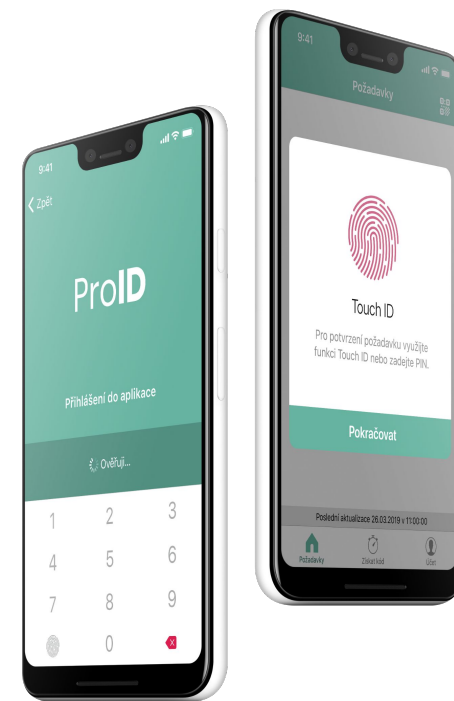 9:41
Zpět
ProID
Přihlášení do aplikace
Ověřuji...
1 2 3
4 5 6
7 8 9
0
9:41
Požadavky
Touch ID
Pro potvrzení požadavku využijte
funkci Touch ID nebo zadejte PIN.
Pokračovat
Poslední aktualizace 26.03.2019 v 11:00:00
Požadavky Získat kód Účet